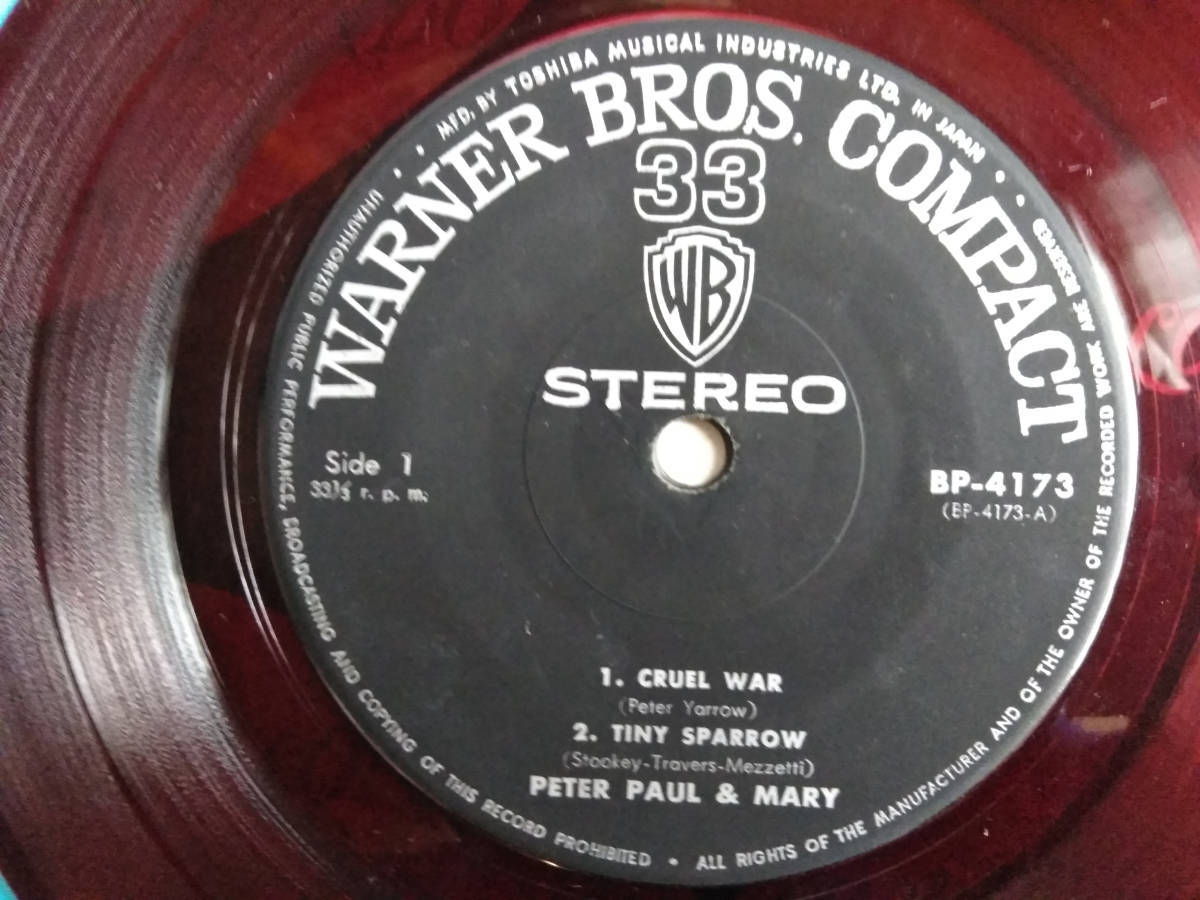 MFD. BY TOSHIBA MUSICAL INDUSTRIES LTD. IN JAPAN
WARNER BROS. COMPACT
33
WB
STEREO
Side 1
33⅓ r. p. m.
BP-4173
(BP-4173-A)
1. CRUEL WAR
(Peter Yarrow)
2. TINY SPARROW
(Stookey-Travers-Mezzetti)
PETER PAUL & MARY
UNAUTHORIZED PUBLIC PERFORMANCE, BROADCASTING AND COPYING OF THIS RECORD PROHIBITED • ALL RIGHTS OF THE MANUFACTURER AND OF THE OWNER OF THE RECORDED WORK ARE RESERVED